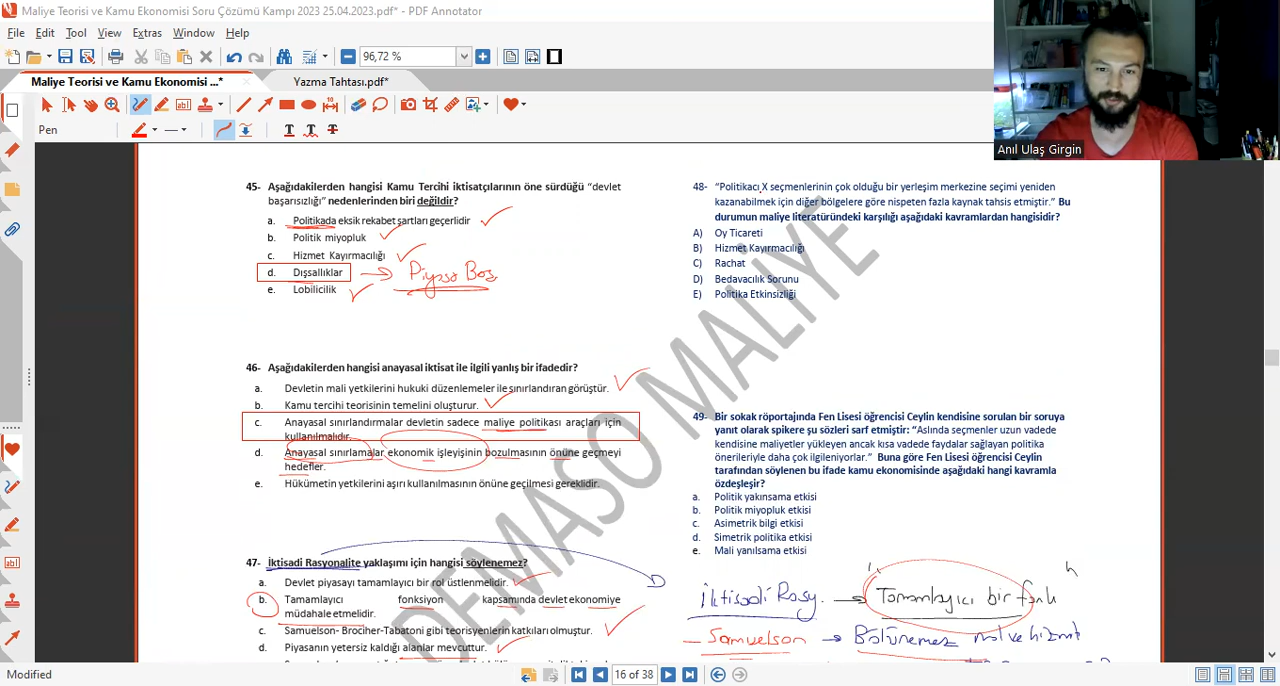 Maliye Teorisi ve Kamu Ekonomisi Soru Çözümü Kampı 2023 25.04.2023.pdf* - PDF Annotator
File Edit Tool View Extras Window Help
96,72 %
Maliye Teorisi ve Kamu Ekonomisi ...* Yazma Tahtası.pdf*
Pen
Anıl Ulaş Girgin
45- Aşağıdakilerden hangisi Kamu Tercihi iktisatçılarının öne sürdüğü “devlet
başarısızlığı” nedenlerinden biri değildir?
a. Politikada eksik rekabet şartları geçerlidir
b. Politik miyopluk
c. Hizmet Kayırmacılığı
d. Dışsallıklar
Piyasa Baş
e. Lobilicilik
46- Aşağıdakilerden hangisi anayasal iktisat ile ilgili yanlış bir ifadedir?
a. Devletin mali yetkilerini hukuki düzenlemeler ile sınırlandıran görüştür.
b. Kamu tercihi teorisinin temelini oluşturur.
c. Anayasal sınırlandırmalar devletin sadece maliye politikası araçları için
kullanılmalıdır.
d. Anayasal sınırlamalar ekonomik işleyişinin bozulmasının önüne geçmeyi
hedefler.
e. Hükümetin yetkilerini aşırı kullanılmasının önüne geçilmesi gereklidir.
47- İktisadi Rasyonalite yaklaşımı için hangisi söylenemez?
a. Devlet piyasayı tamamlayıcı bir rol üstlenmelidir.
b. Tamamlayıcı fonksiyon kapsamında devlet ekonomiye
müdahale etmelidir.
c. Samuelson- Brociher-Tabatoni gibi teorisyenlerin katkıları olmuştur.
d. Piyasanın yetersiz kaldığı alanlar mevcuttur.
48- “Politikacı X seçmenlerinin çok olduğu bir yerleşim merkezine seçimi yeniden
kazanabilmek için diğer bölgelere göre nispeten fazla kaynak tahsis etmiştir.” Bu
durumun maliye literatüründeki karşılığı aşağıdaki kavramlardan hangisidir?
A) Oy Ticareti
B) Hizmet Kayırmacılığı
C) Rachat
D) Bedavacılık Sorunu
E) Politika Etkinsizliği
49- Bir sokak röportajında Fen Lisesi öğrencisi Ceylin kendisine sorulan bir soruya
yanıt olarak spikere şu sözleri sarf etmiştir: “Aslında seçmenler uzun vadede
kendisine maliyetler yükleyen ancak kısa vadede faydalar sağlayan politika
önerileriyle daha çok ilgileniyorlar.” Buna göre Fen Lisesi öğrencisi Ceylin
tarafından söylenen bu ifade kamu ekonomisinde aşağıdaki hangi kavramla
özdeşleşir?
a. Politik yakınsama etkisi
b. Politik miyopluk etkisi
c. Asimetrik bilgi etkisi
d. Simetrik politika etkisi
e. Mali yanılsama etkisi
İktisadi Rasy. Tamamlayıcı bir fonk
Samuelson Bölünemez mal ve hizmt
DEMASO MALİYE
Modified
16 of 38